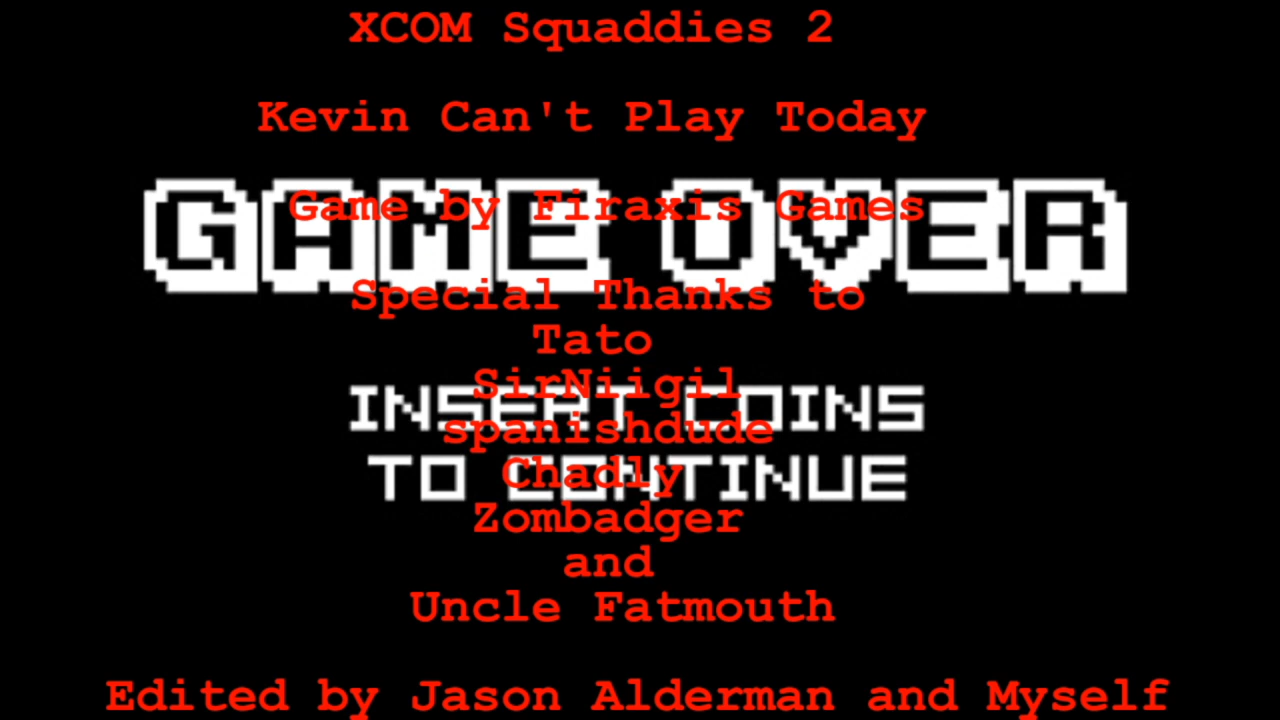 XCOM Squaddies 2
Kevin Can't Play Today
GAME OVER
Game by Firaxis Games
Special Thanks to
Tato
SirNiigil
INSERT COINS
spanishdude
Chadly
TO CONTINUE
Zombadger
and
Uncle Fatmouth
Edited by Jason Alderman and Myself